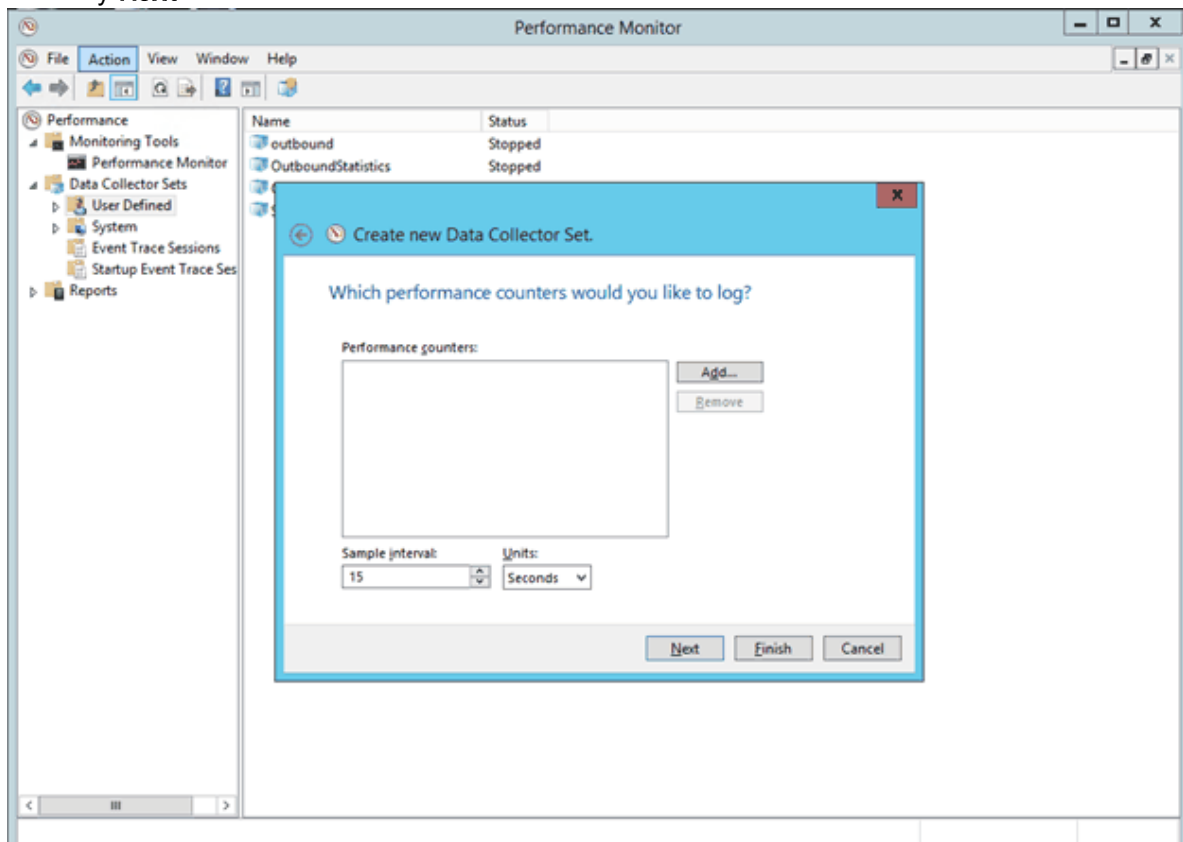 Performance Monitor
File Action View Window Help
Performance
Monitoring Tools
Performance Monitor
Data Collector Sets
User Defined
System
Event Trace Sessions
Startup Event Trace Ses
Reports
Name Status
outbound Stopped
OutboundStatistics Stopped
Create new Data Collector Set.
Which performance counters would you like to log?
Performance counters:
Add...
Remove
Sample interval: Units:
15 Seconds
Next Finish Cancel